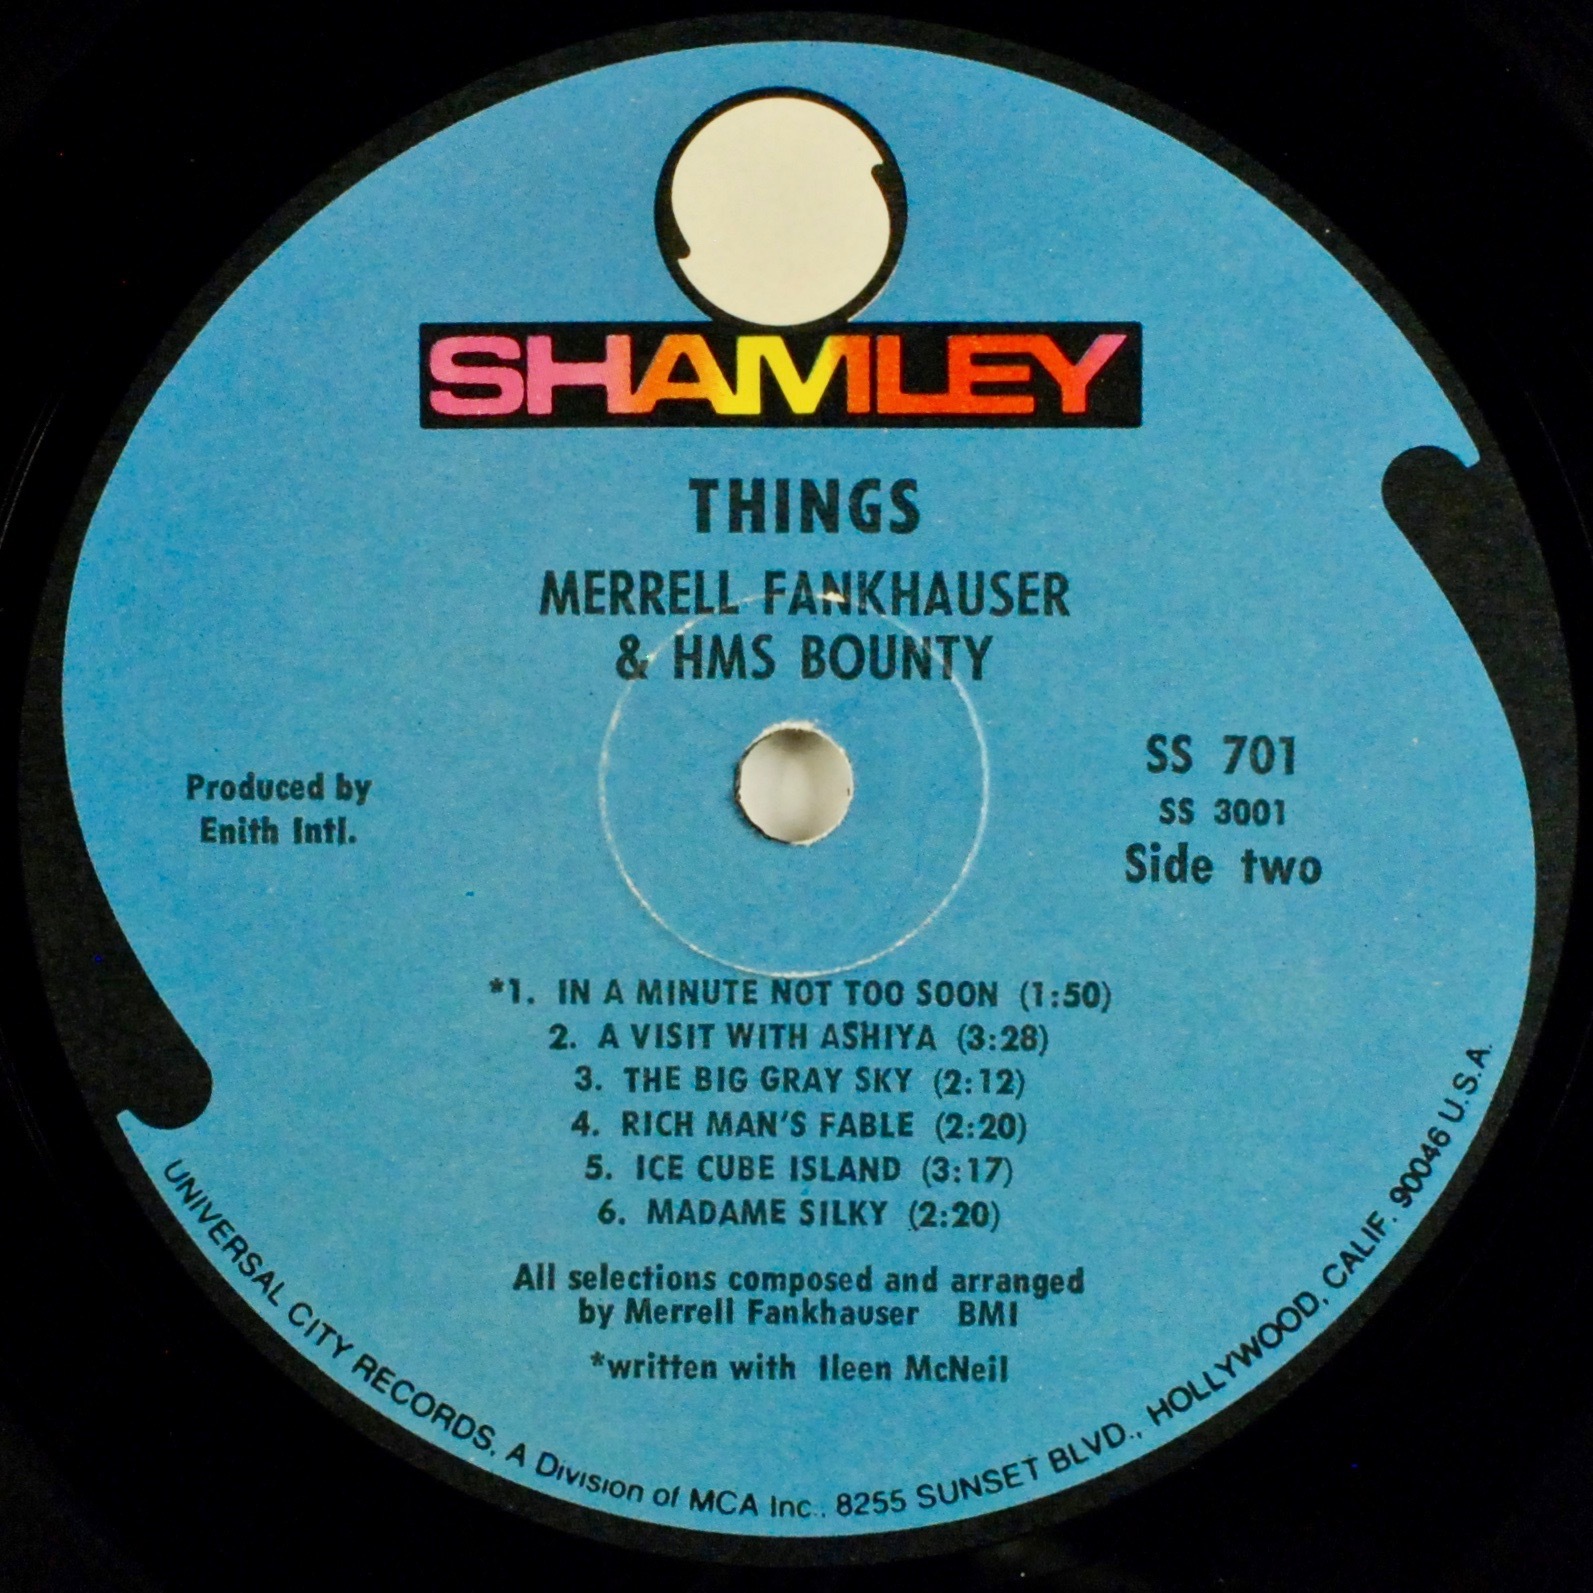 SHAMLEY
THINGS
MERRELL FANKHAUSER
& HMS BOUNTY
Produced by
Enith Intl.
SS 701
SS 3001
Side two
*1. IN A MINUTE NOT TOO SOON (1:50)
2. A VISIT WITH ASHIYA (3:28)
3. THE BIG GRAY SKY (2:12)
4. RICH MAN'S FABLE (2:20)
5. ICE CUBE ISLAND (3:17)
6. MADAME SILKY (2:20)
All selections composed and arranged
by Merrell Fankhauser BMI
*written with Ileen McNeil
UNIVERSAL CITY RECORDS, A Division of MCA Inc., 8255 SUNSET BLVD., HOLLYWOOD, CALIF. 90046 U.S.A.